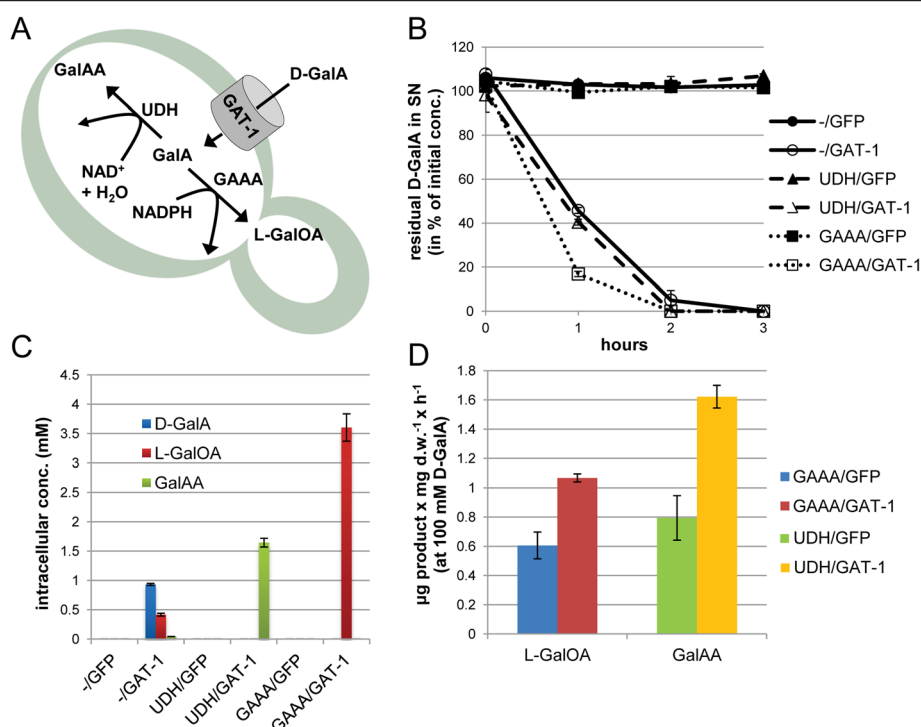 A
GalAA
UDH
NAD⁺
+ H₂O
GalA
NADPH
GAAA
GAT-1
D-GalA
L-GalOA
B
residual D-GalA in SN
(in % of initial conc.)
120
100
80
60
40
20
0
0
1
2
3
hours
-/GFP
-/GAT-1
UDH/GFP
UDH/GAT-1
GAAA/GFP
GAAA/GAT-1
C
intracellular conc. (mM)
4.5
4
3.5
3
2.5
2
1.5
1
0.5
0
D-GalA
L-GalOA
GalAA
-/GFP
-/GAT-1
UDH/GFP
UDH/GAT-1
GAAA/GFP
GAAA/GAT-1
D
µg product x mg d.w.⁻¹ x h⁻¹
(at 100 mM D-GalA)
1.8
1.6
1.4
1.2
1
0.8
0.6
0.4
0.2
0
L-GalOA
GalAA
GAAA/GFP
GAAA/GAT-1
UDH/GFP
UDH/GAT-1